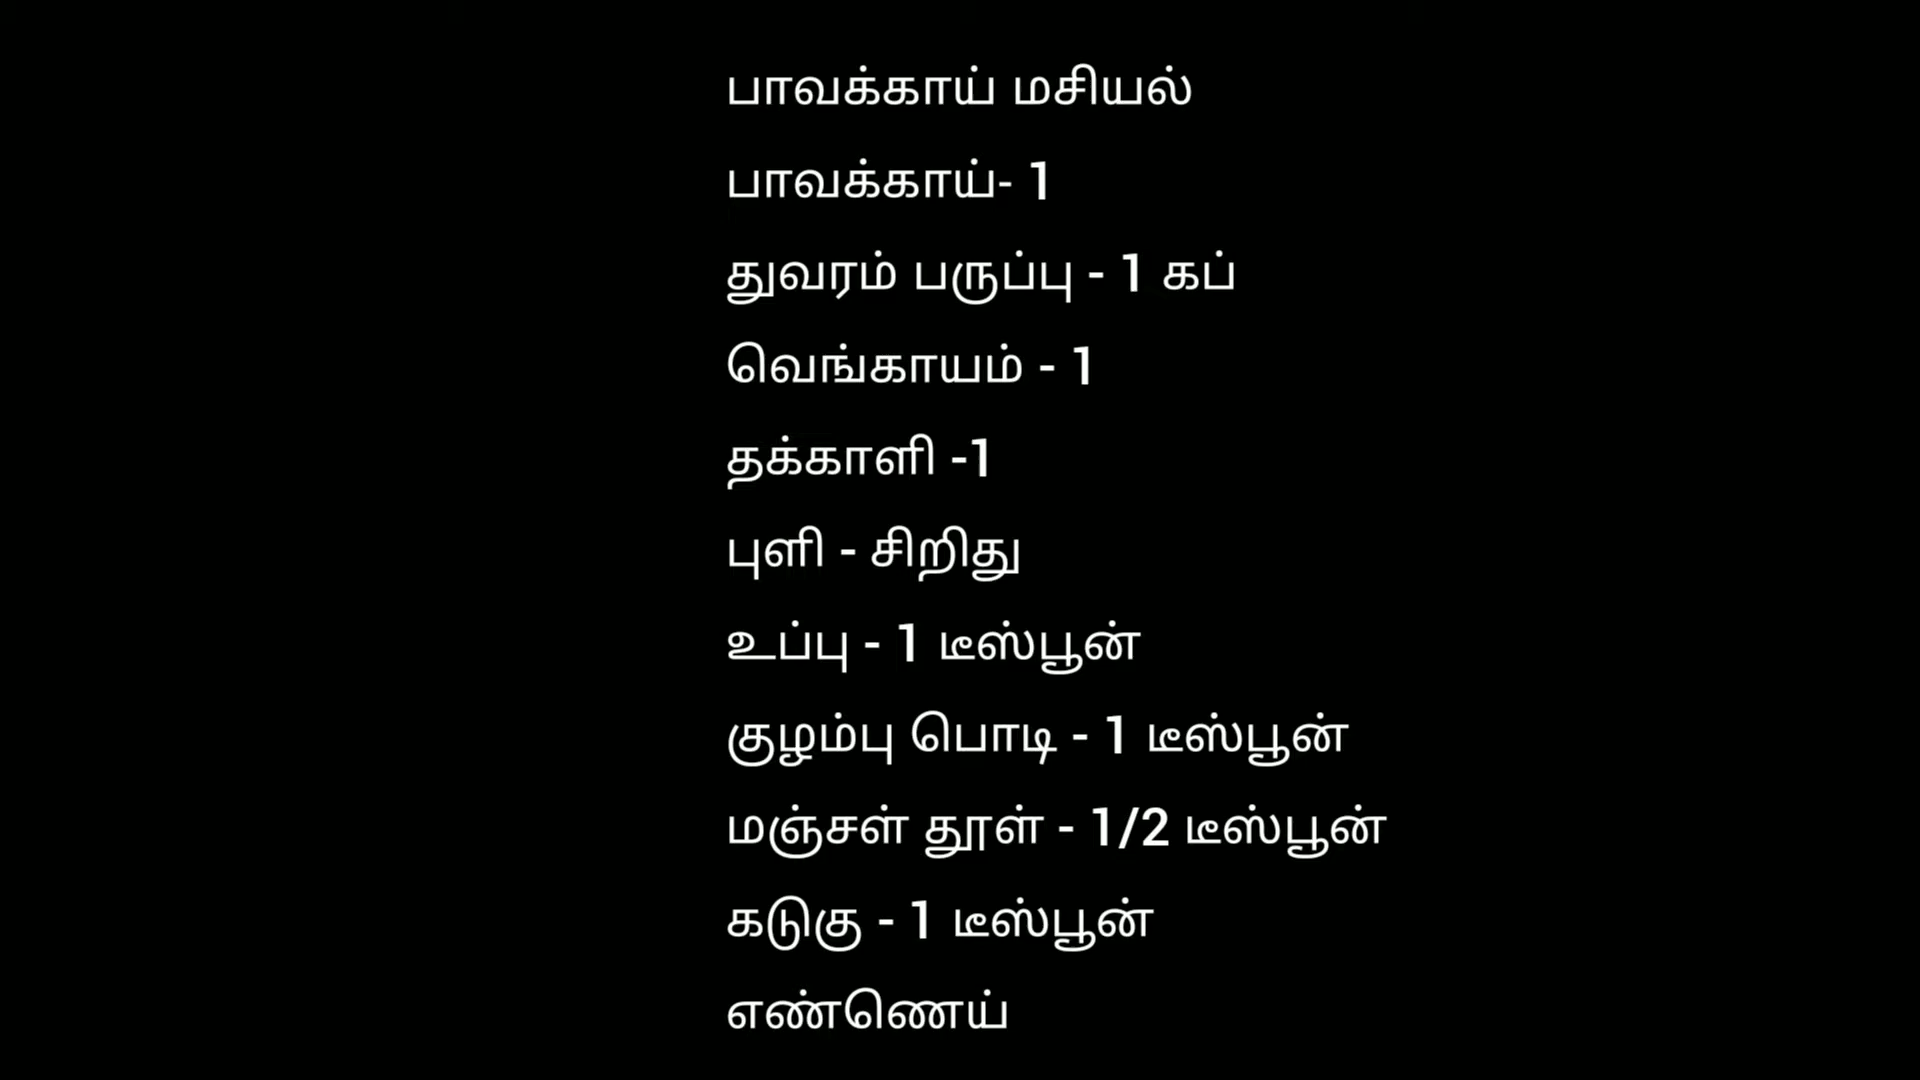 பாவக்காய் மசியல்
பாவக்காய்- 1
துவரம் பருப்பு - 1 கப்
வெங்காயம் - 1
தக்காளி -1
புளி - சிறிது
உப்பு - 1 டீஸ்பூன்
குழம்பு பொடி - 1 டீஸ்பூன்
மஞ்சள் தூள் - 1/2 டீஸ்பூன்
கடுகு - 1 டீஸ்பூன்
எண்ணெய்